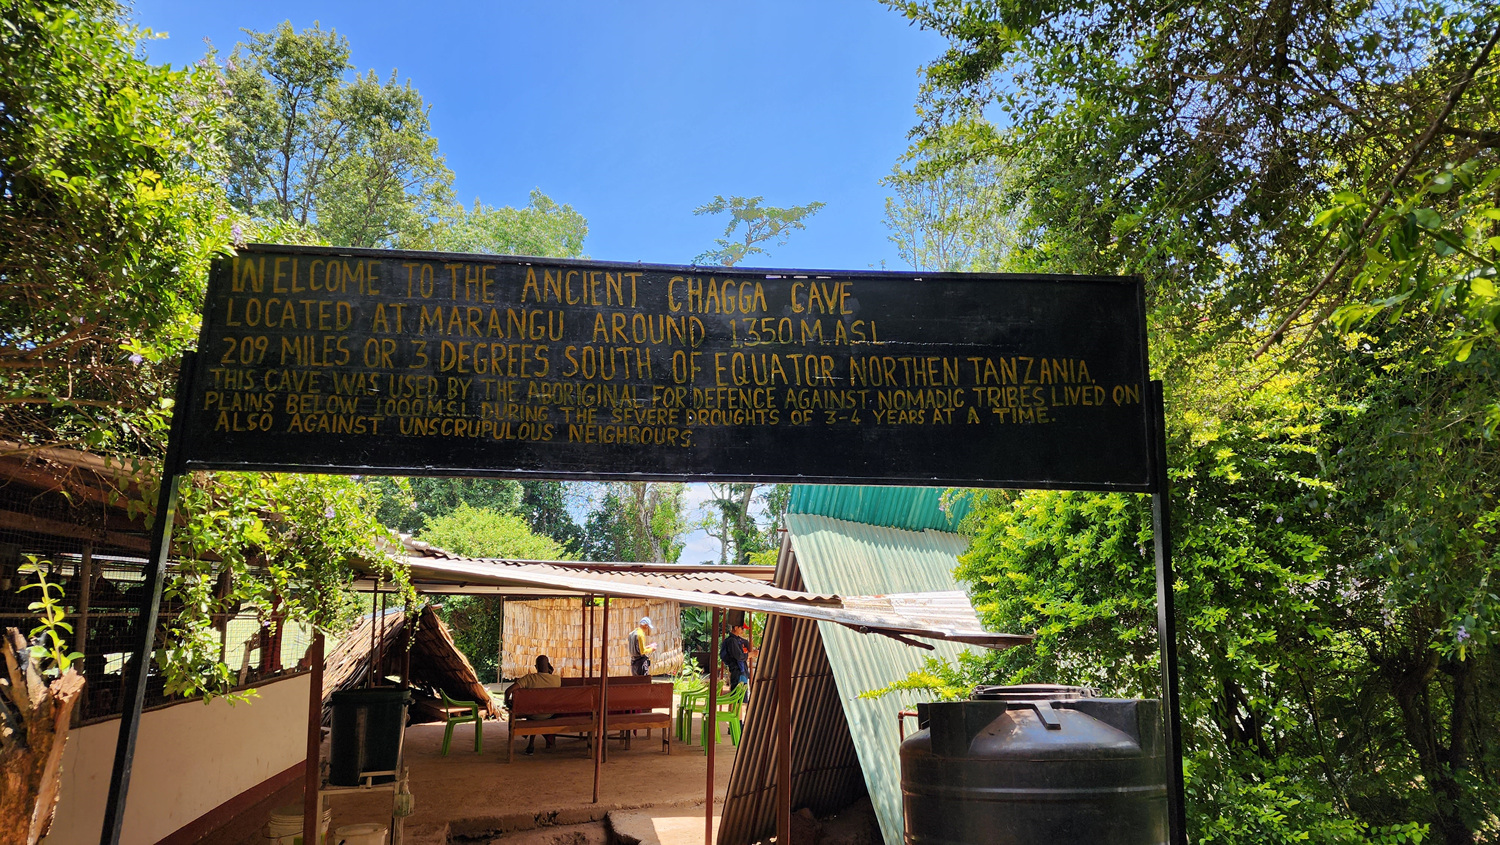 WELCOME TO THE ANCIENT CHAGGA CAVE
LOCATED AT MARANGU AROUND 1,350 M.ASL
209 MILES OR 3 DEGREES SOUTH OF EQUATOR NORTHEN TANZANIA.
THIS CAVE WAS USED BY THE ABORIGINAL FOR DEFENCE AGAINST NOMADIC TRIBES LIVED ON
PLAINS BELOW 1000MSL DURING THE SEVERE DROUGHTS OF 3-4 YEARS AT A TIME.
ALSO AGAINST UNSCRUPULOUS NEIGHBOURS.